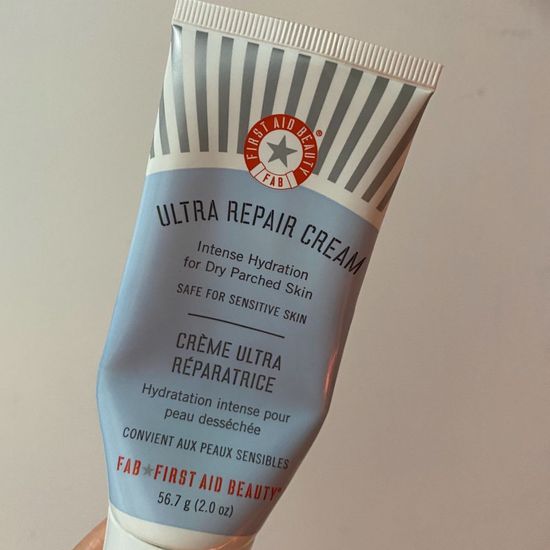 FIRST AID BEAUTY®
FAB
ULTRA REPAIR CREAM
Intense Hydration
for Dry Parched Skin
SAFE FOR SENSITIVE SKIN
CRÈME ULTRA
RÉPARATRICE
Hydratation intense pour
peau desséchée
CONVIENT AUX PEAUX SENSIBLES
FAB★FIRST AID BEAUTY®
56.7 g (2.0 oz)